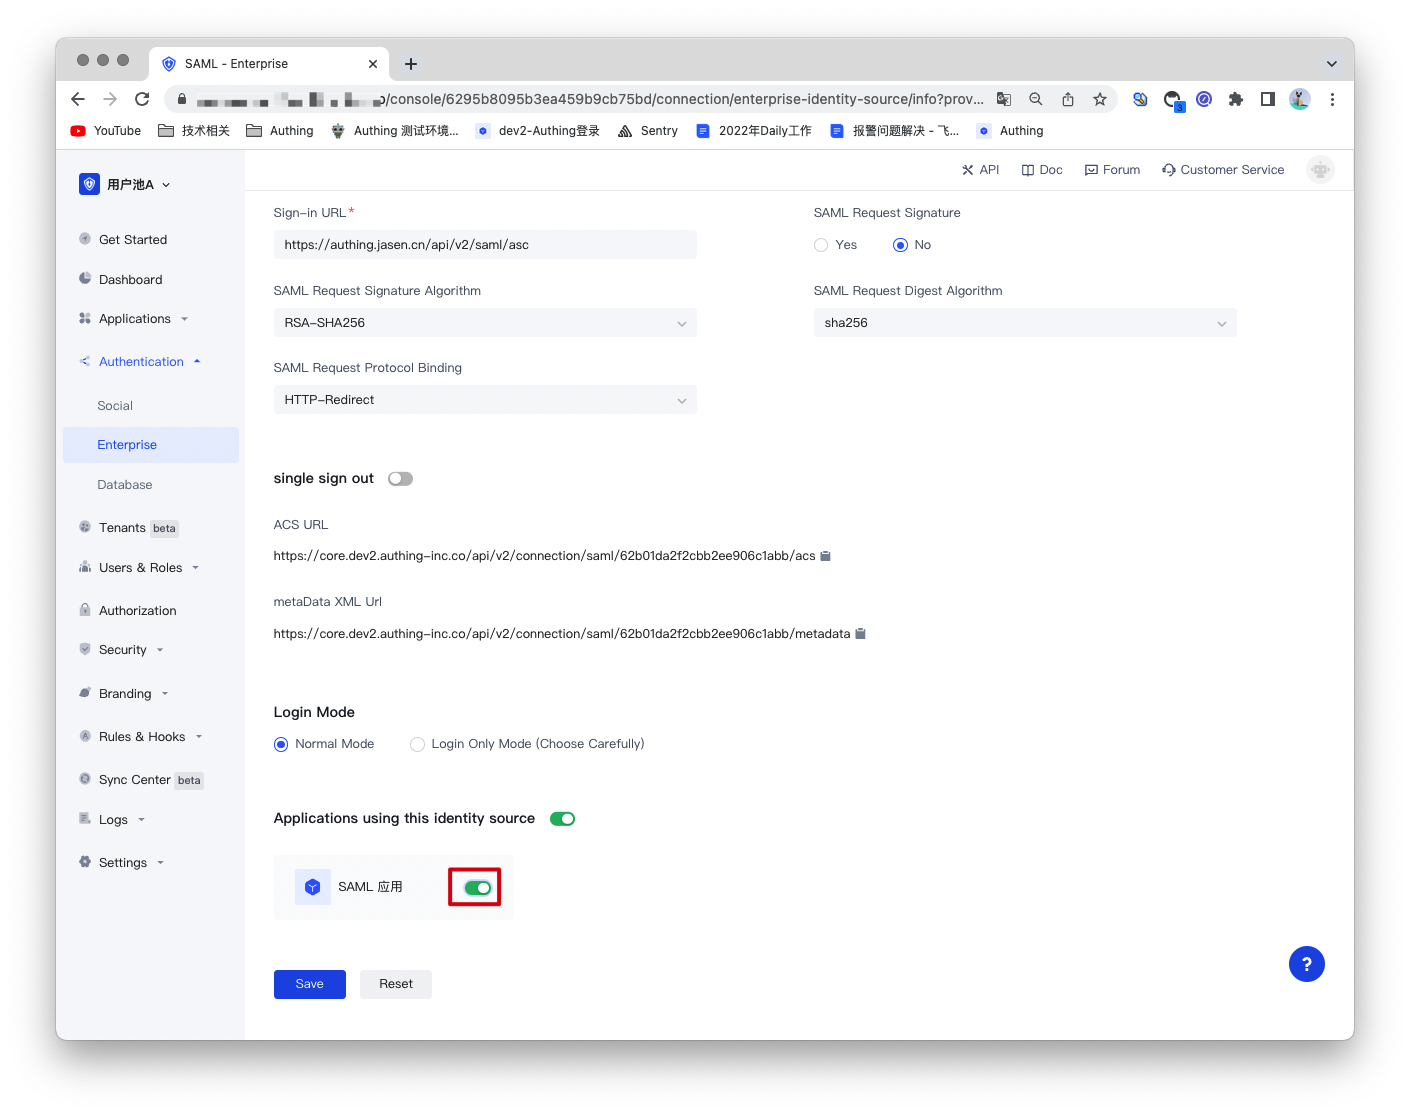 SAML - Enterprise
/console/6295b8095b3ea459b9cb75bd/connection/enterprise-identity-source/info?prov...
3
YouTube 技术相关 Authing Authing 测试环境... dev2-Authing登录 Sentry 2022年Daily工作 报警问题解决 - 飞... Authing
用户池A
API Doc Forum Customer Service
Get Started
Dashboard
Applications
Authentication
Social
Enterprise
Database
Tenants beta
Users & Roles
Authorization
Security
Branding
Rules & Hooks
Sync Center beta
Logs
Settings
Sign-in URL*
https://authing.jasen.cn/api/v2/saml/asc
SAML Request Signature
Yes No
SAML Request Signature Algorithm
RSA-SHA256
SAML Request Digest Algorithm
sha256
SAML Request Protocol Binding
HTTP-Redirect
single sign out
ACS URL
https://core.dev2.authing-inc.co/api/v2/connection/saml/62b01da2f2cbb2ee906c1abb/acs
metaData XML Url
https://core.dev2.authing-inc.co/api/v2/connection/saml/62b01da2f2cbb2ee906c1abb/metadata
Login Mode
Normal Mode Login Only Mode (Choose Carefully)
Applications using this identity source
SAML 应用
Save Reset
?